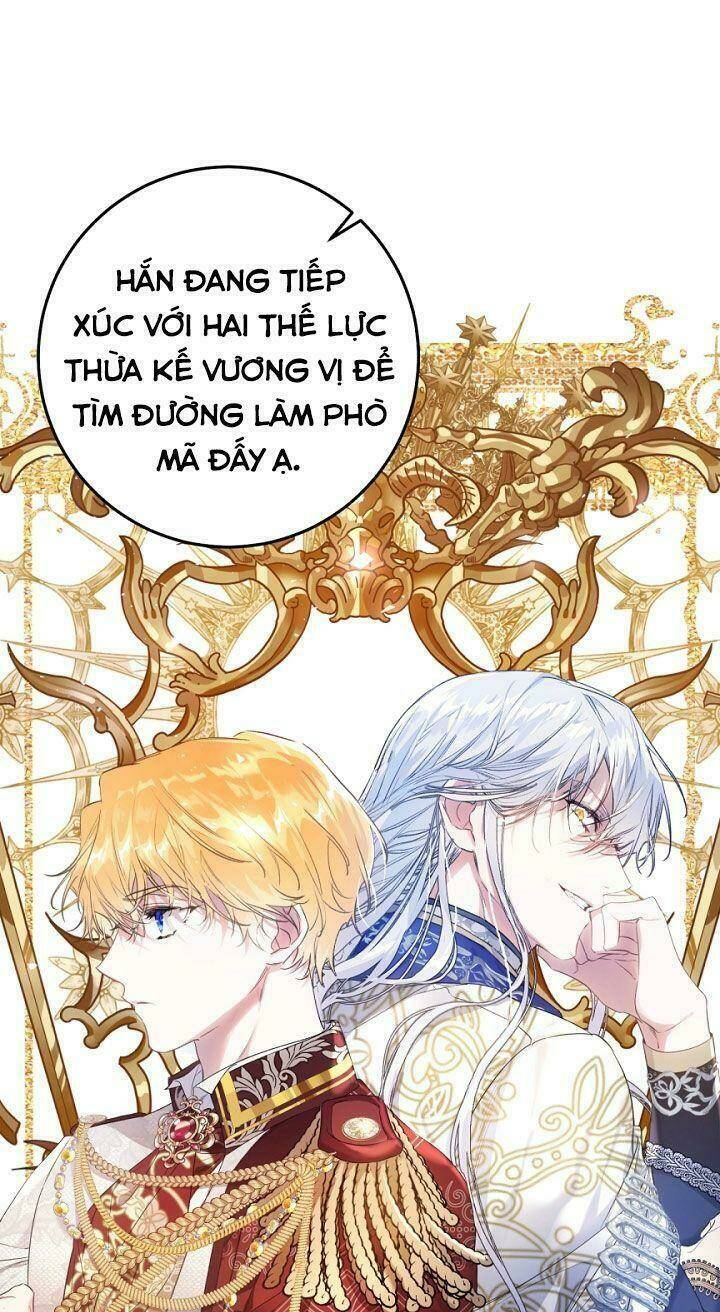 HẮN ĐANG TIẾP
XÚC VỚI HAI THẾ LỰC
THỪA KẾ VƯƠNG VỊ ĐỂ
TÌM ĐƯỜNG LÀM PHÒ
MÃ ĐẤY Ạ.